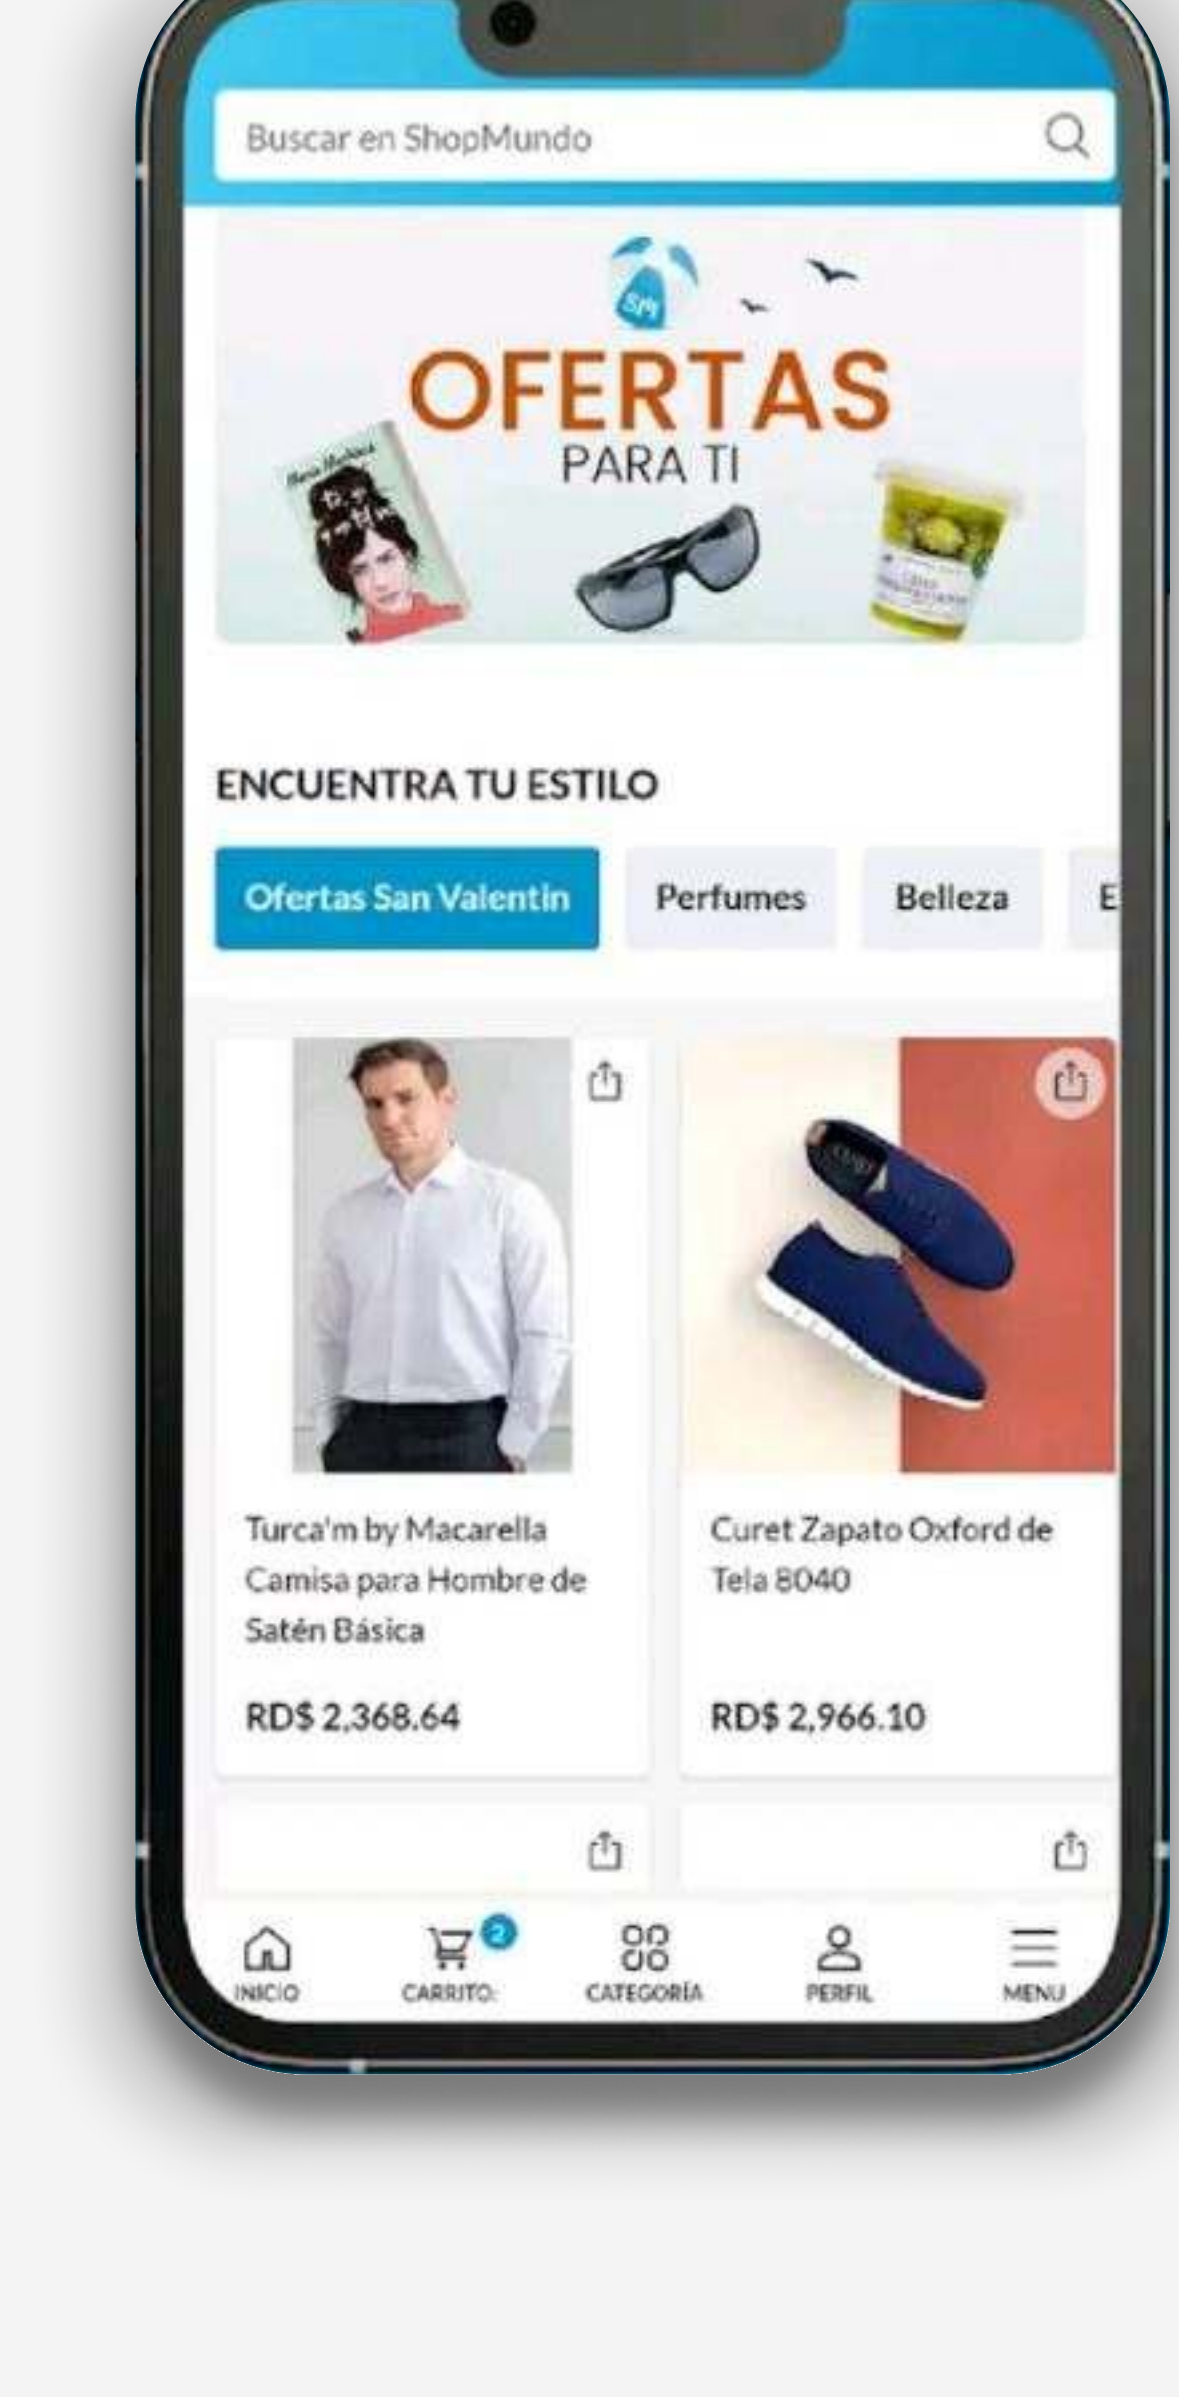 Buscar en ShopMundo
SM
OFERTAS
PARA TI
ENCUENTRA TU ESTILO
Ofertas San Valentin
Perfumes
Belleza
E
Turca'm by Macarella
Camisa para Hombre de
Satén Básica
RD$ 2,368.64
Curet Zapato Oxford de
Tela 8040
RD$ 2,966.10
2
INICIO
CARRITO:
CATEGORÍA
PERFIL
MENU